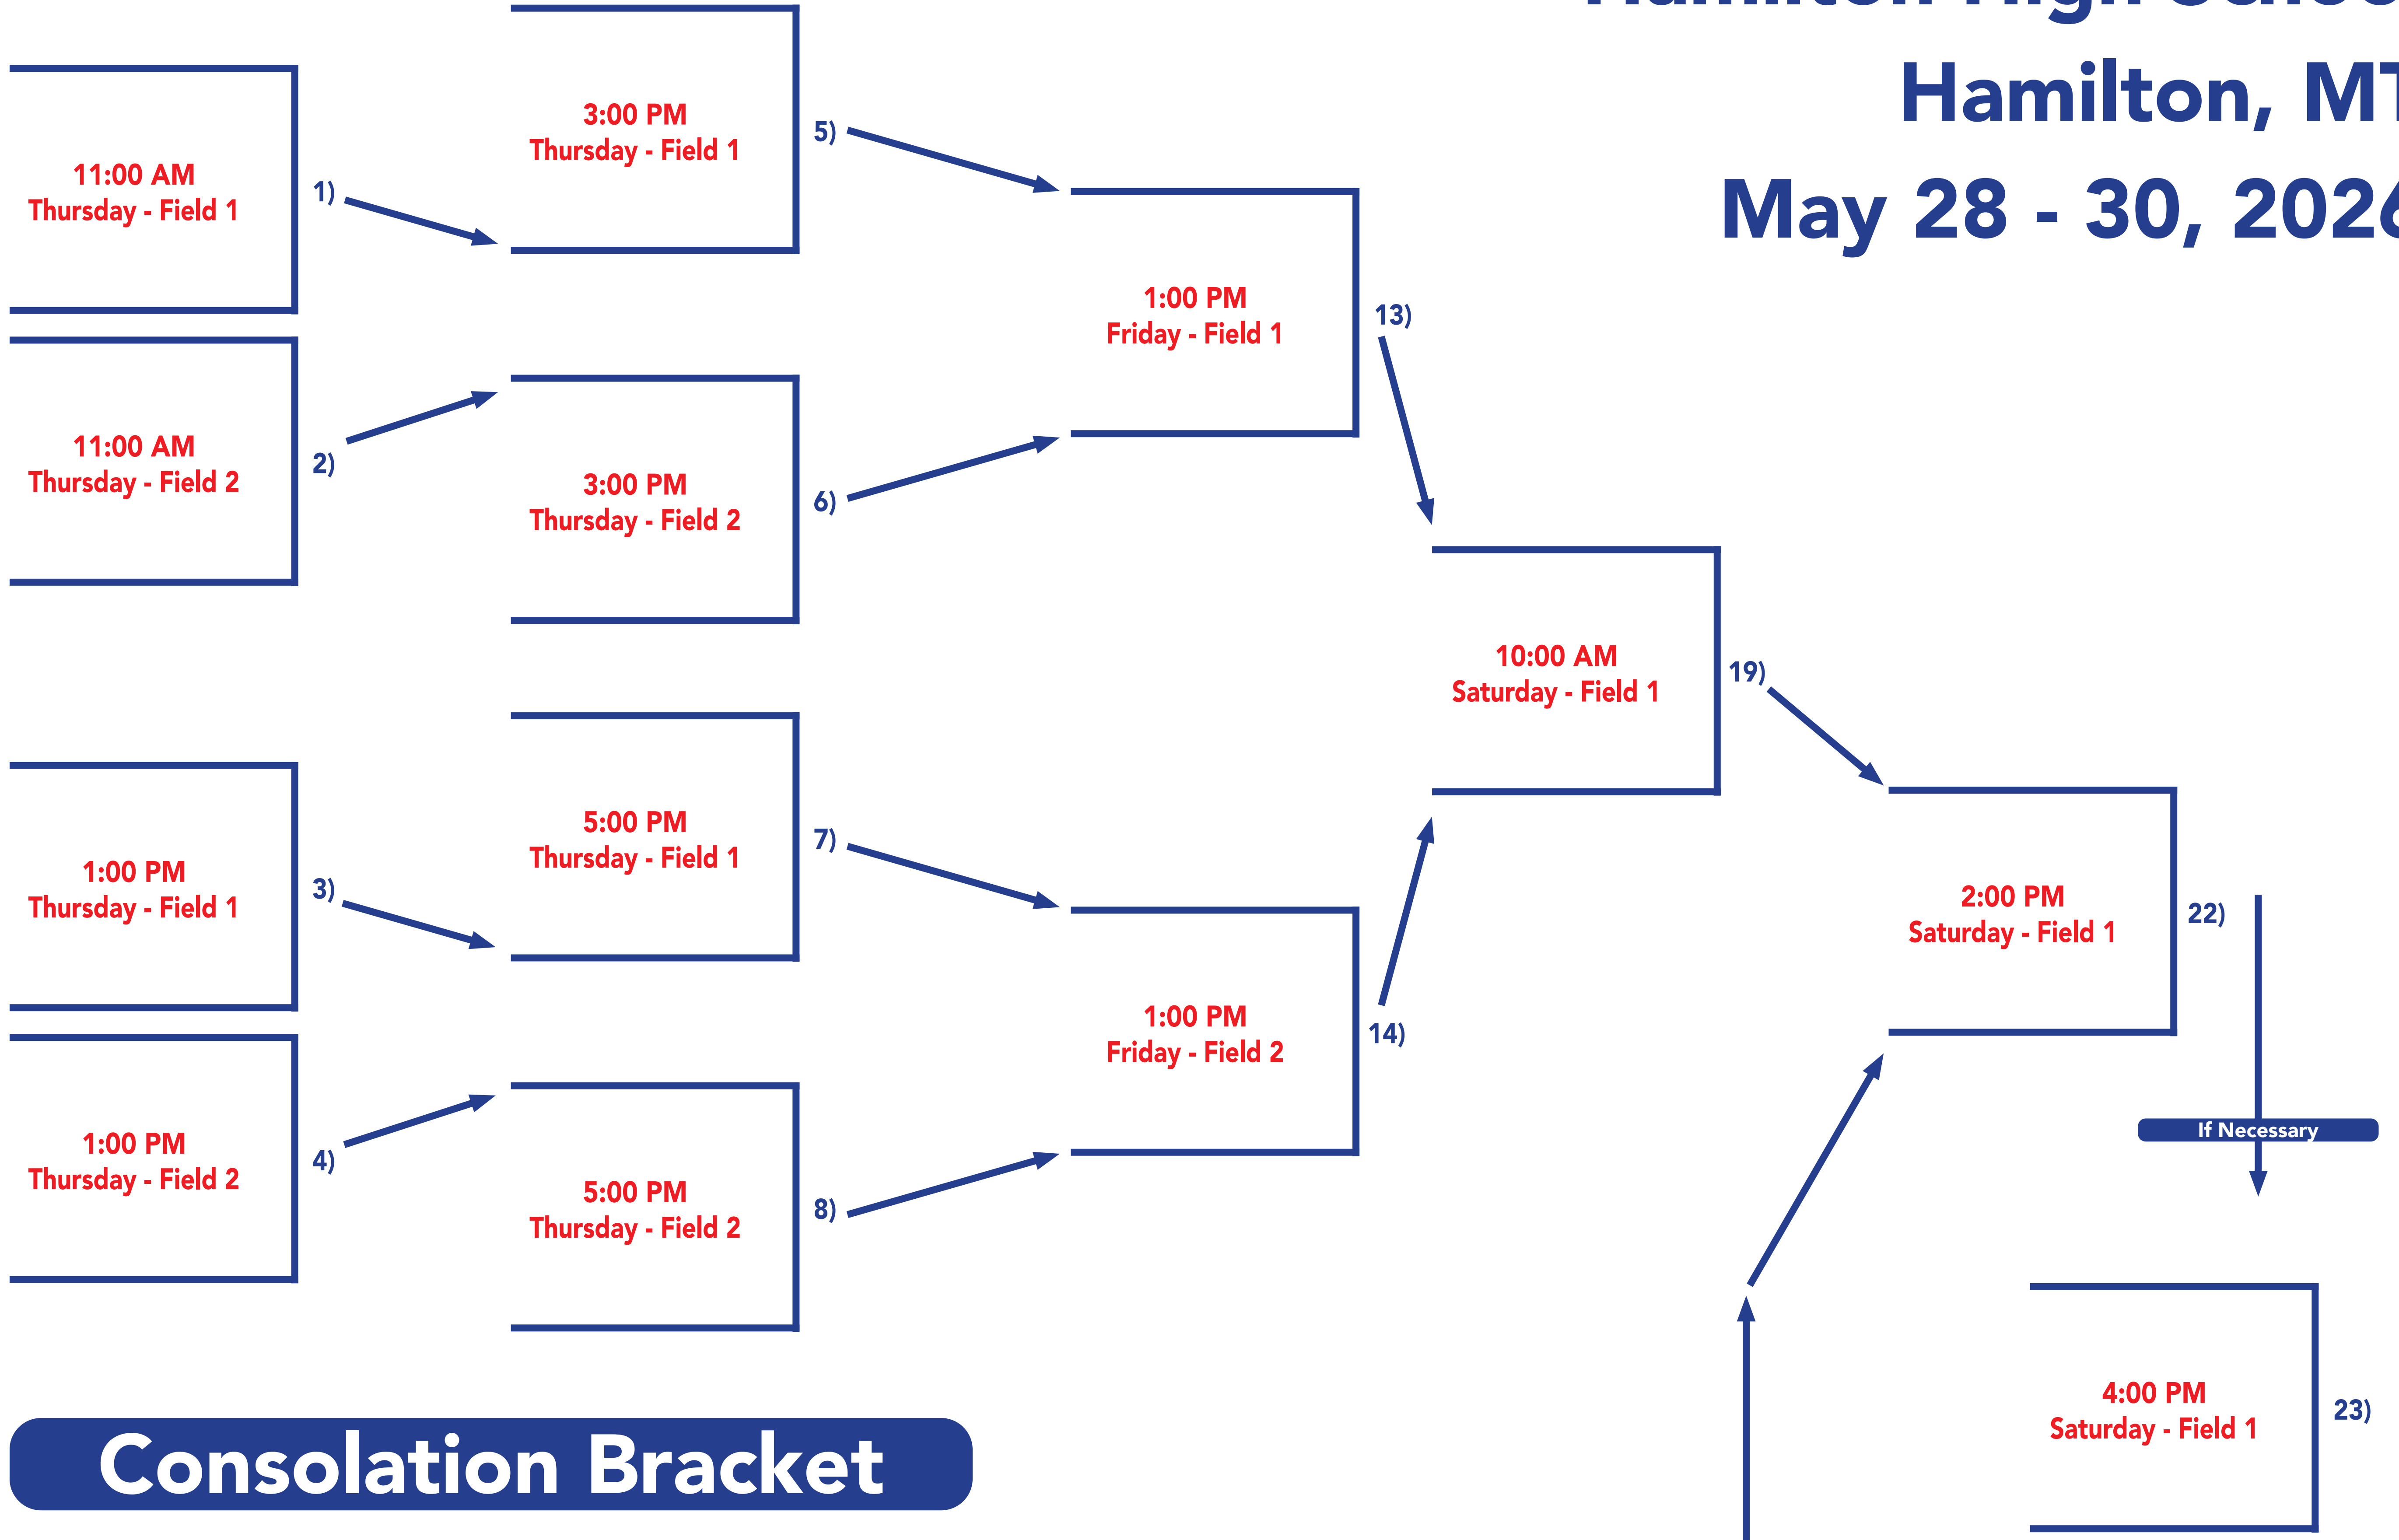 Hamilton High School
Hamilton, MT
May 28 - 30, 2026
3:00 PM
Thursday - Field 1
5)
11:00 AM
Thursday - Field 1
1)
1:00 PM
Friday - Field 1
13)
11:00 AM
Thursday - Field 2
2)
3:00 PM
Thursday - Field 2
6)
10:00 AM
Saturday - Field 1
19)
5:00 PM
Thursday - Field 1
7)
1:00 PM
Thursday - Field 1
3)
2:00 PM
Saturday - Field 1
22)
1:00 PM
Friday - Field 2
14)
1:00 PM
Thursday - Field 2
4)
If Necessary
5:00 PM
Thursday - Field 2
8)
4:00 PM
Saturday - Field 1
23)
Consolation Bracket